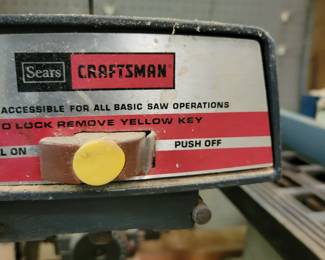 Sears CRAFTSMAN
ACCESSIBLE FOR ALL BASIC SAW OPERATIONS
O LOCK REMOVE YELLOW KEY
L ON PUSH OFF